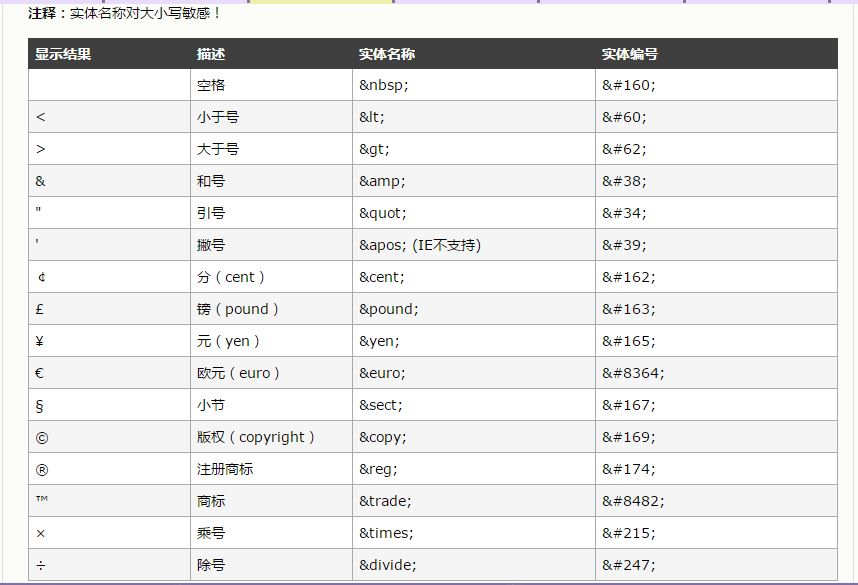 注释：实体名称对大小写敏感！
显示结果 描述 实体名称 实体编号
空格 &nbsp; &#160;
< 小于号 &lt; &#60;
> 大于号 &gt; &#62;
& 和号 &amp; &#38;
" 引号 &quot; &#34;
' 撇号 &apos; (IE不支持) &#39;
¢ 分（cent） &cent; &#162;
£ 镑（pound） &pound; &#163;
¥ 元（yen） &yen; &#165;
€ 欧元（euro） &euro; &#8364;
§ 小节 &sect; &#167;
© 版权（copyright） &copy; &#169;
® 注册商标 &reg; &#174;
™ 商标 &trade; &#8482;
× 乘号 &times; &#215;
÷ 除号 &divide; &#247;